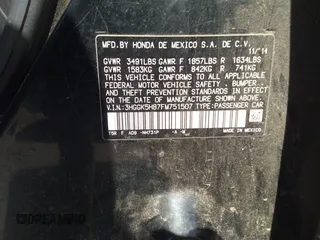 MFD.BY HONDA DE MEXICO S.A. DE C.V.
11/14
GVWR 3491LBS GAWR F 1857LBS R 1634LBS
GVWR 1583KG GAWR F 842KG R 741KG
THIS VEHICLE CONFORMS TO ALL APPLICABLE
FEDERAL MOTOR VEHICLE SAFETY, BUMPER, AND
THEFT PREVENTION STANDARDS IN EFFECT ON
THE DATE OF MANUFACTURE SHOWN ABOVE.
V.I.N:3HGGK5H87FM751507 TYPE:PASSENGER CAR
MADE IN MEXICO
©DREAMBID